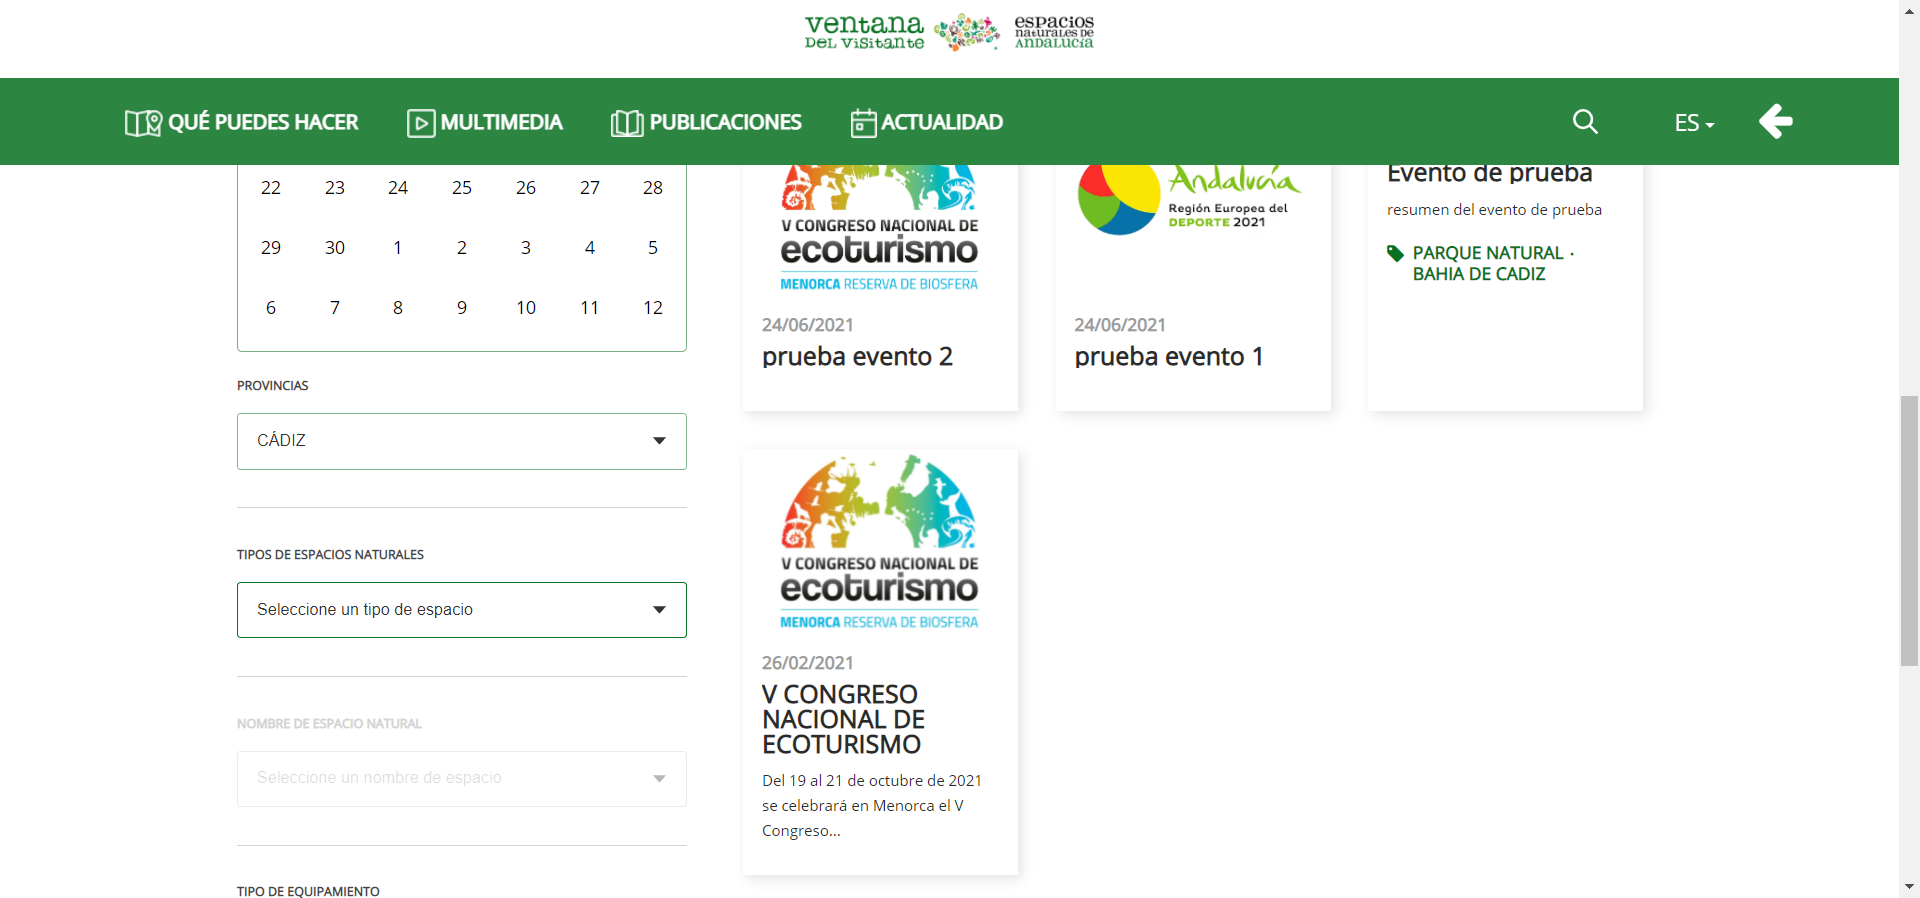 ventana
DEL VISITANTE
espacios
naturales de
ANDALUCÍA
QUÉ PUEDES HACER
MULTIMEDIA
PUBLICACIONES
ACTUALIDAD
ES
22 23 24 25 26 27 28
29 30 1 2 3 4 5
6 7 8 9 10 11 12
PROVINCIAS
CÁDIZ
TIPOS DE ESPACIOS NATURALES
Seleccione un tipo de espacio
NOMBRE DE ESPACIO NATURAL
Seleccione un nombre de espacio
TIPO DE EQUIPAMIENTO
V CONGRESO NACIONAL DE
ecoturismo
MENORCA RESERVA DE BIOSFERA
24/06/2021
prueba evento 2
Andalucía
Región Europea del
DEPORTE 2021
24/06/2021
prueba evento 1
Evento de prueba
resumen del evento de prueba
PARQUE NATURAL ·
BAHIA DE CADIZ
V CONGRESO NACIONAL DE
ecoturismo
MENORCA RESERVA DE BIOSFERA
26/02/2021
V CONGRESO
NACIONAL DE
ECOTURISMO
Del 19 al 21 de octubre de 2021
se celebrará en Menorca el V
Congreso...